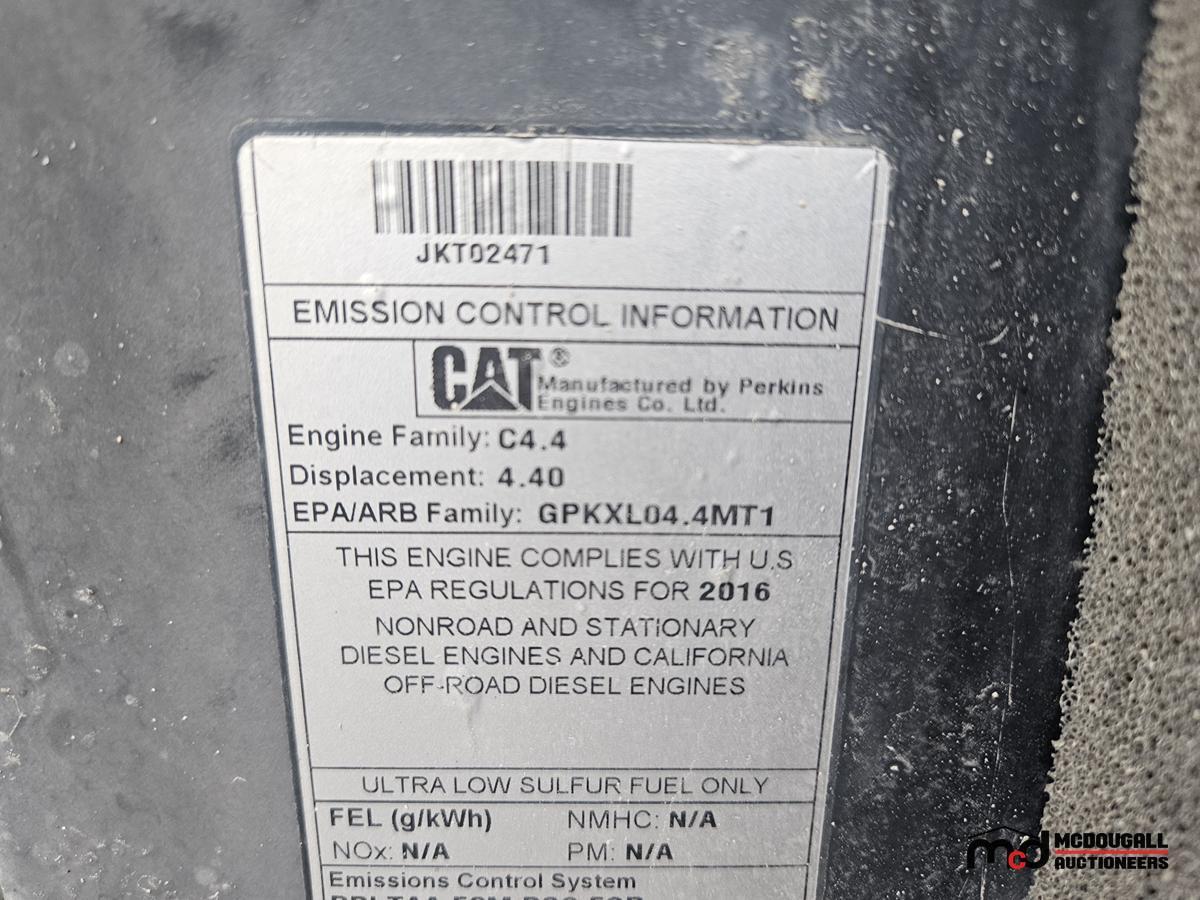 JKT02471
EMISSION CONTROL INFORMATION
CAT®
Manufactured by Perkins
Engines Co. Ltd.
Engine Family: C4.4
Displacement: 4.40
EPA/ARB Family: GPKXL04.4MT1
THIS ENGINE COMPLIES WITH U.S
EPA REGULATIONS FOR 2016
NONROAD AND STATIONARY
DIESEL ENGINES AND CALIFORNIA
OFF-ROAD DIESEL ENGINES
ULTRA LOW SULFUR FUEL ONLY
FEL (g/kWh) NMHC: N/A
NOx: N/A PM: N/A
Emissions Control System
mcd MCDOUGALL
AUCTIONEERS